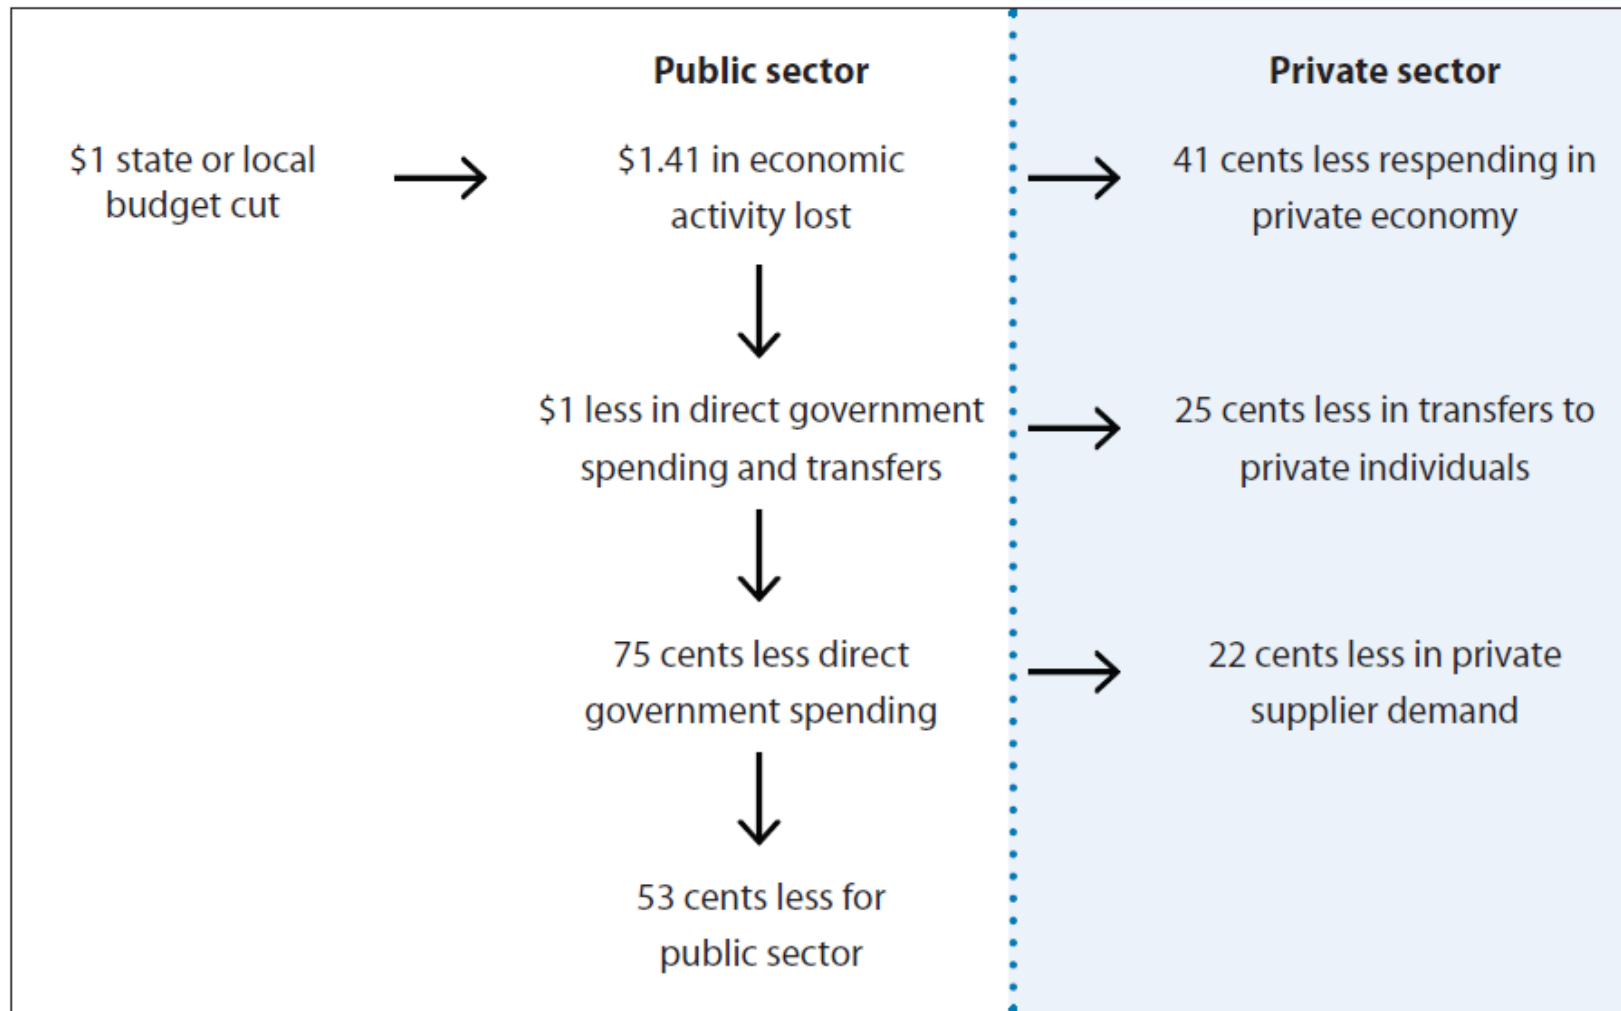 Public sector
Private sector
$1 state or local
budget cut
$1.41 in economic
activity lost
41 cents less respending in
private economy
$1 less in direct government
spending and transfers
25 cents less in transfers to
private individuals
75 cents less direct
government spending
22 cents less in private
supplier demand
53 cents less for
public sector